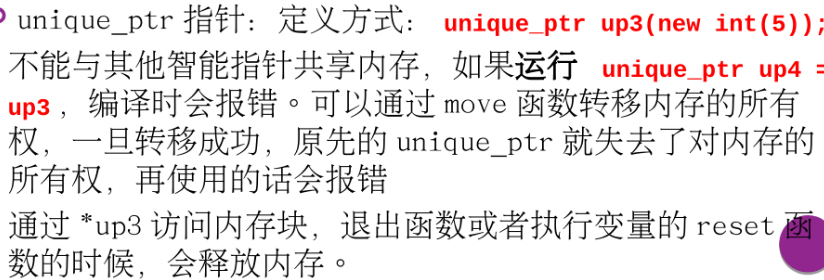 unique_ptr 指针：定义方式： unique_ptr up3(new int(5));
不能与其他智能指针共享内存，如果运行 unique_ptr up4 =
up3，编译时会报错。可以通过 move 函数转移内存的所有
权，一旦转移成功，原先的 unique_ptr 就失去了对内存的
所有权，再使用的话会报错
通过 *up3 访问内存块，退出函数或者执行变量的 reset 函
数的时候，会释放内存。